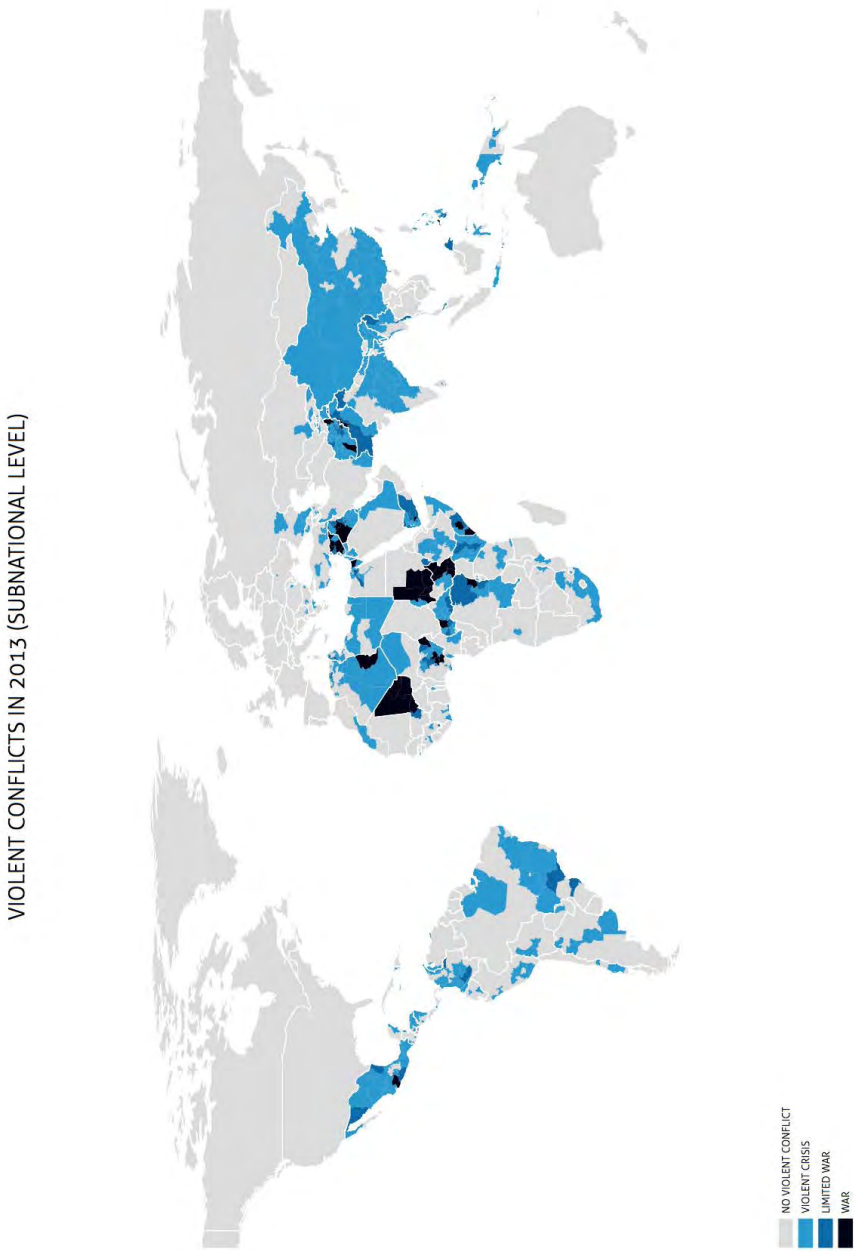 VIOLENT CONFLICTS IN 2013 (SUBNATIONAL LEVEL)
NO VIOLENT CONFLICT
VIOLENT CRISIS
LIMITED WAR
WAR